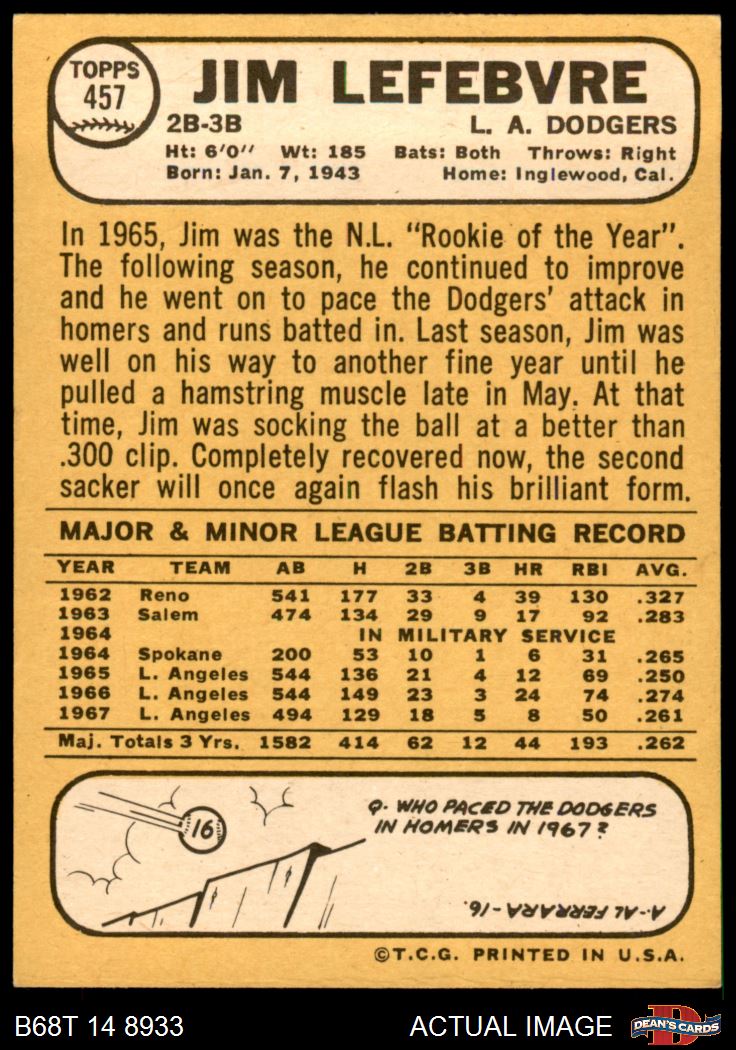 TOPPS
457
JIM LEFEBVRE
2B-3B L. A. DODGERS
Ht: 6'0" Wt: 185 Bats: Both Throws: Right
Born: Jan. 7, 1943 Home: Inglewood, Cal.
In 1965, Jim was the N.L. "Rookie of the Year".
The following season, he continued to improve
and he went on to pace the Dodgers' attack in
homers and runs batted in. Last season, Jim was
well on his way to another fine year until he
pulled a hamstring muscle late in May. At that
time, Jim was socking the ball at a better than
.300 clip. Completely recovered now, the second
sacker will once again flash his brilliant form.
MAJOR & MINOR LEAGUE BATTING RECORD
YEAR TEAM AB H 2B 3B HR RBI AVG.
1962 Reno 541 177 33 4 39 130 .327
1963 Salem 474 134 29 9 17 92 .283
1964 IN MILITARY SERVICE
1964 Spokane 200 53 10 1 6 31 .265
1965 L. Angeles 544 136 21 4 12 69 .250
1966 L. Angeles 544 149 23 3 24 74 .274
1967 L. Angeles 494 129 18 5 8 50 .261
Maj. Totals 3 Yrs. 1582 414 62 12 44 193 .262
16
Q. WHO PACED THE DODGERS
IN HOMERS IN 1967?
A-AL FERRARA-16.
©T.C.G. PRINTED IN U.S.A.
B68T 14 8933 ACTUAL IMAGE
D
DEAN'S CARDS